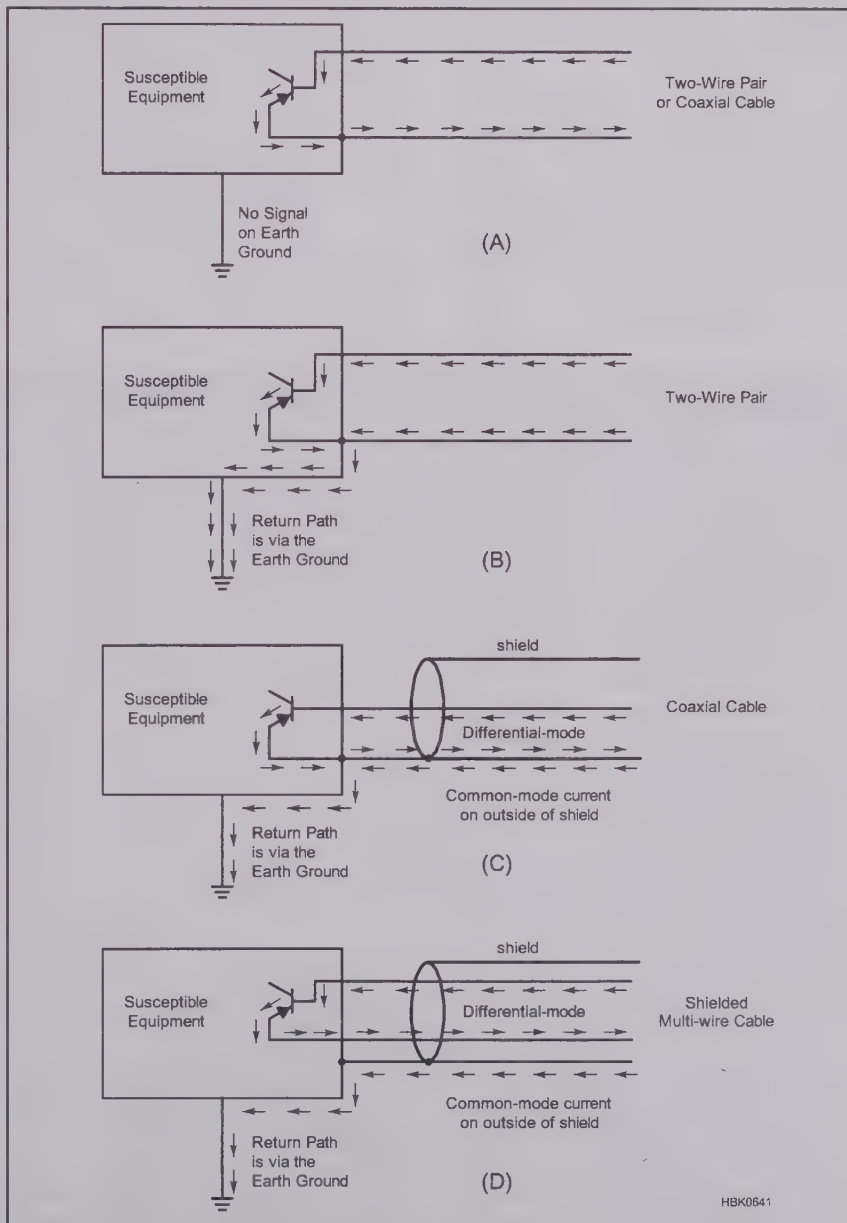 Susceptible
Equipment
Two-Wire Pair
or Coaxial Cable
No Signal
on Earth
Ground
(A)
Susceptible
Equipment
Two-Wire Pair
Return Path
is via the
Earth Ground
(B)
shield
Susceptible
Equipment
Coaxial Cable
Differential-mode
Common-mode current
on outside of shield
Return Path
is via the
Earth Ground
(C)
shield
Susceptible
Equipment
Differential-mode
Shielded
Multi-wire Cable
Common-mode current
on outside of shield
Return Path
is via the
Earth Ground
(D)
HBK0641